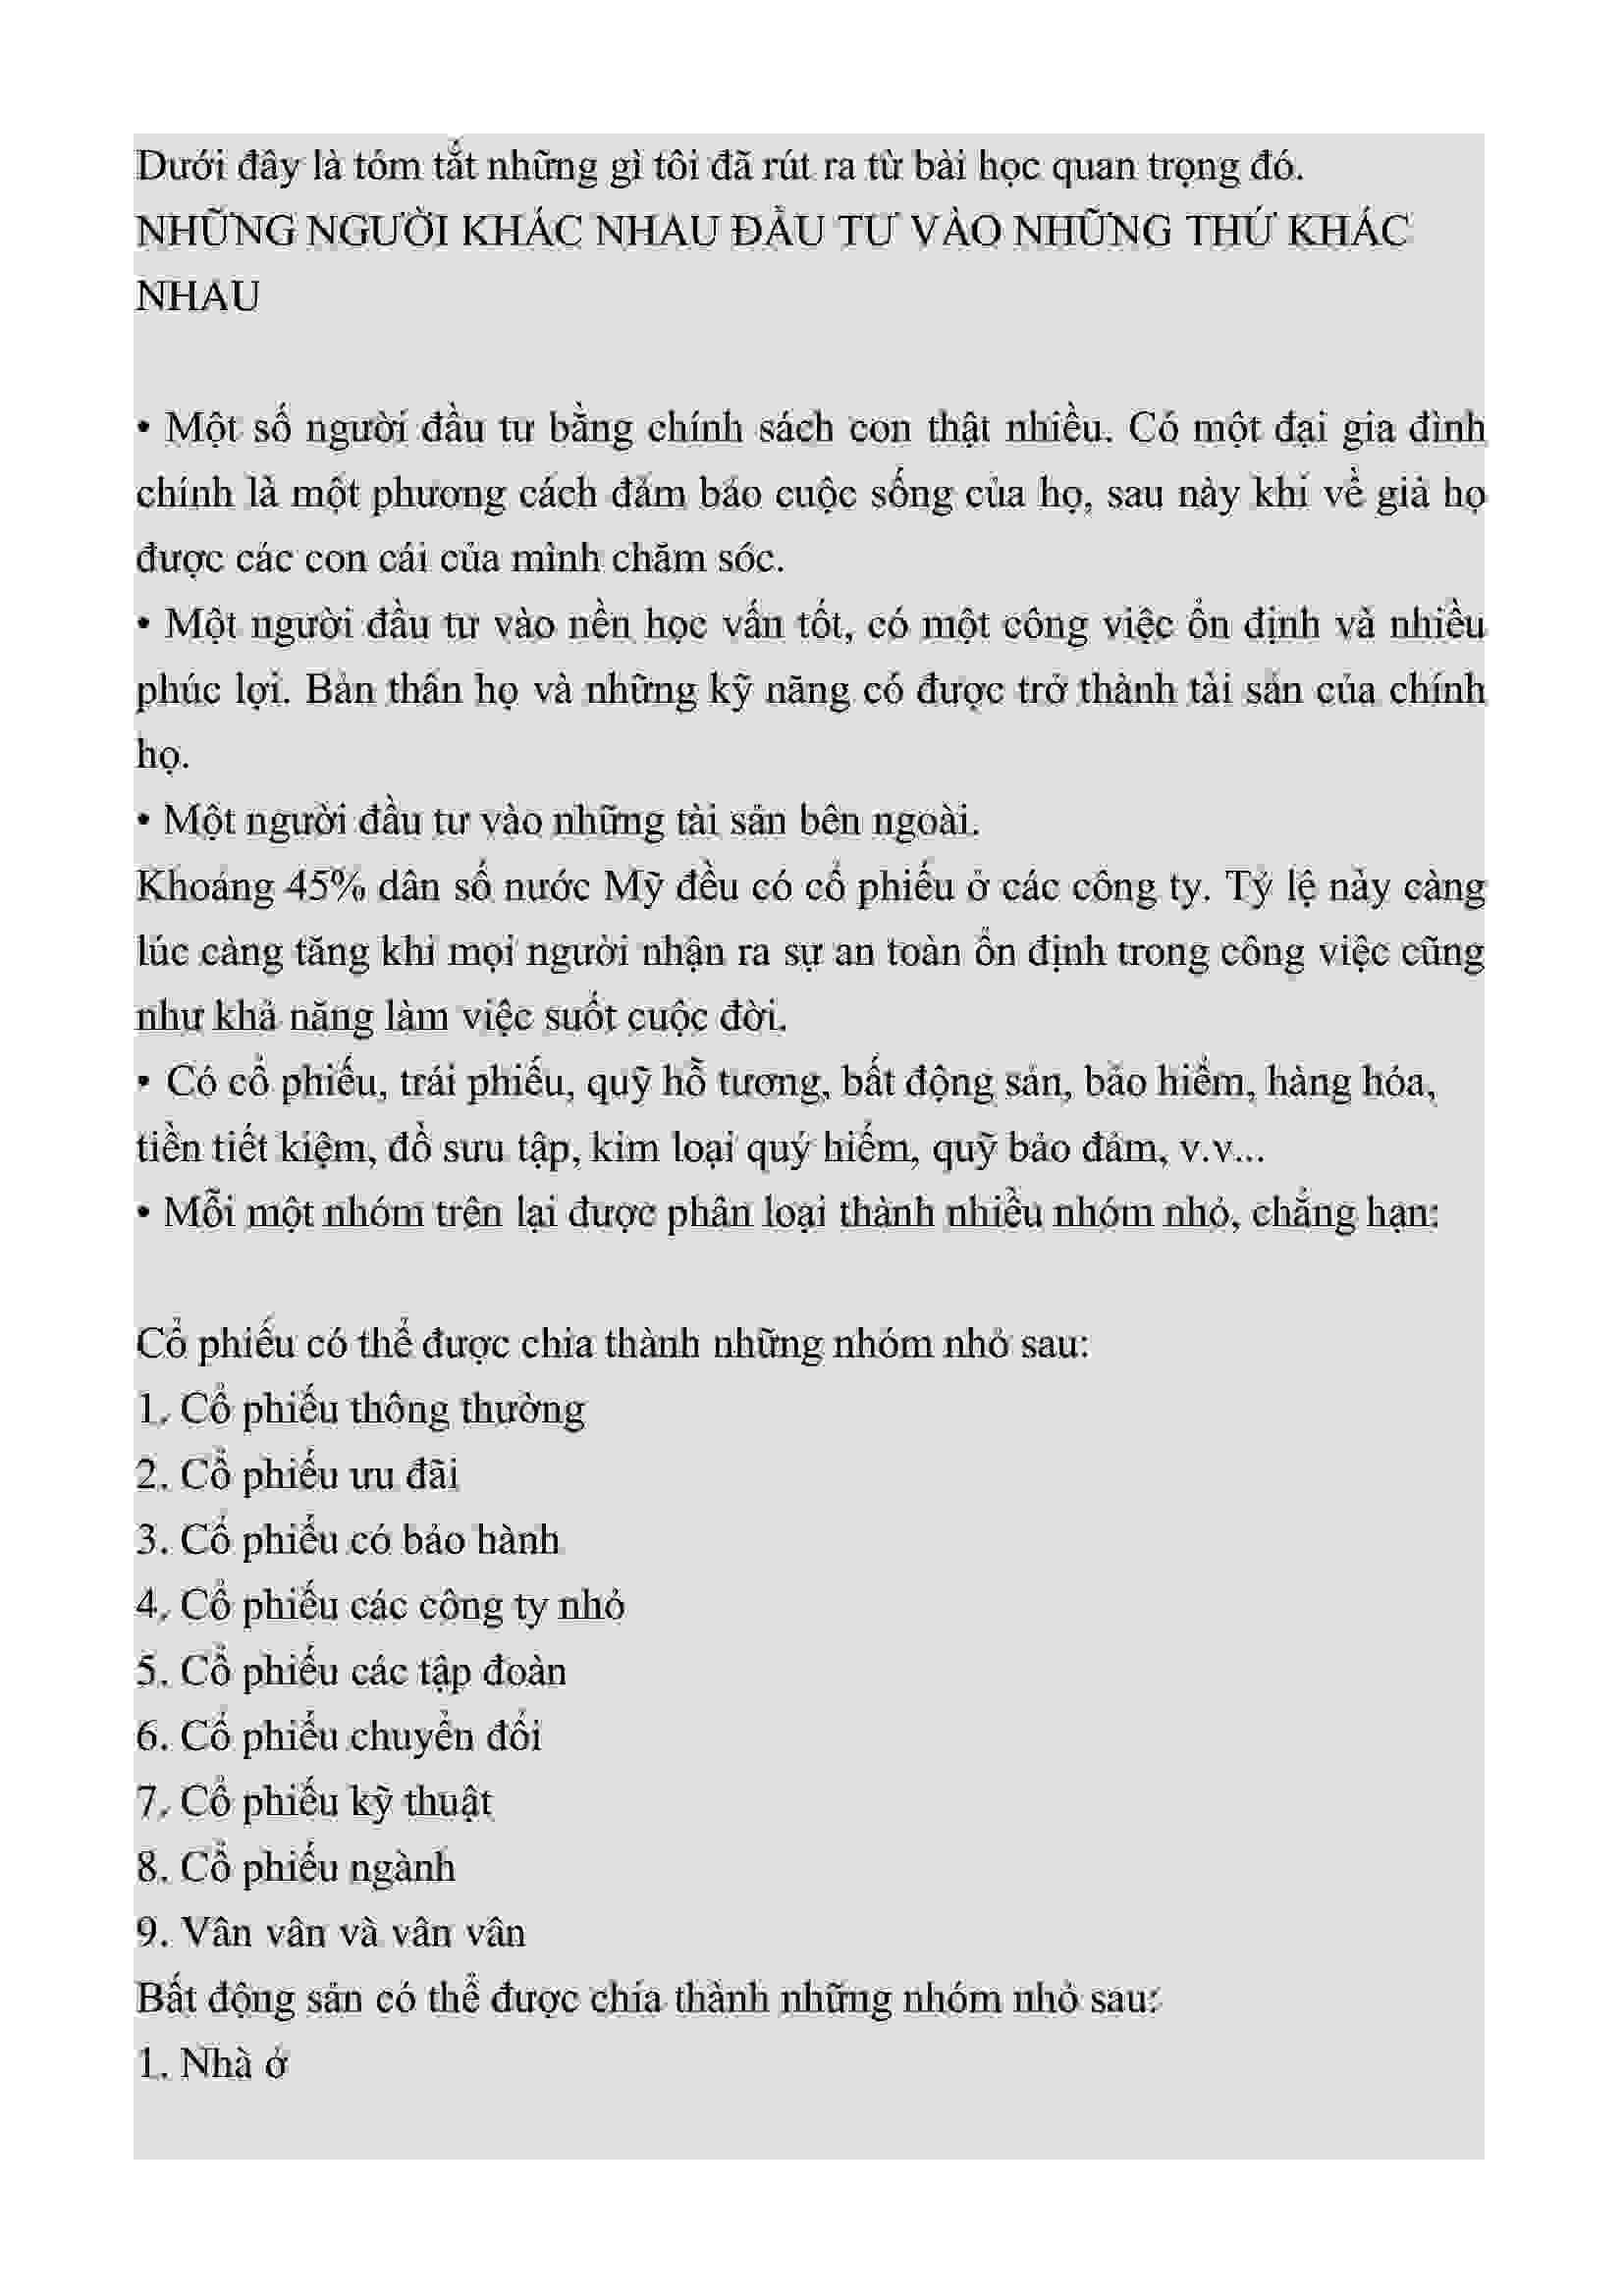 Dưới đây là tóm tắt những gì tôi đã rút ra từ bài học quan trọng đó.
NHỮNG NGƯỜI KHÁC NHAU ĐẦU TƯ VÀO NHỮNG THỨ KHÁC
NHAU
• Một số người đầu tư bằng chính sách con thật nhiều. Có một đại gia đình
chính là một phương cách đảm bảo cuộc sống của họ, sau này khi về già họ
được các con cái của mình chăm sóc.
• Một người đầu tư vào nền học vấn tốt, có một công việc ổn định và nhiều
phúc lợi. Bản thân họ và những kỹ năng có được trở thành tài sản của chính
họ.
• Một người đầu tư vào những tài sản bên ngoài.
Khoảng 45% dân số nước Mỹ đều có cổ phiếu ở các công ty. Tỷ lệ này càng
lúc càng tăng khi mọi người nhận ra sự an toàn ổn định trong công việc cũng
như khả năng làm việc suốt cuộc đời.
• Có cổ phiếu, trái phiếu, quỹ hỗ tương, bất động sản, bảo hiểm, hàng hóa,
tiền tiết kiệm, đồ sưu tập, kim loại quý hiếm, quỹ bảo đảm, v.v...
• Mỗi một nhóm trên lại được phân loại thành nhiều nhóm nhỏ, chẳng hạn:
Cổ phiếu có thể được chia thành những nhóm nhỏ sau:
1. Cổ phiếu thông thường
2. Cổ phiếu ưu đãi
3. Cổ phiếu có bảo hành
4. Cổ phiếu các công ty nhỏ
5. Cổ phiếu các tập đoàn
6. Cổ phiếu chuyển đổi
7. Cổ phiếu kỹ thuật
8. Cổ phiếu ngành
9. Vân vân và vân vân
Bất động sản có thể được chia thành những nhóm nhỏ sau:
1. Nhà ở